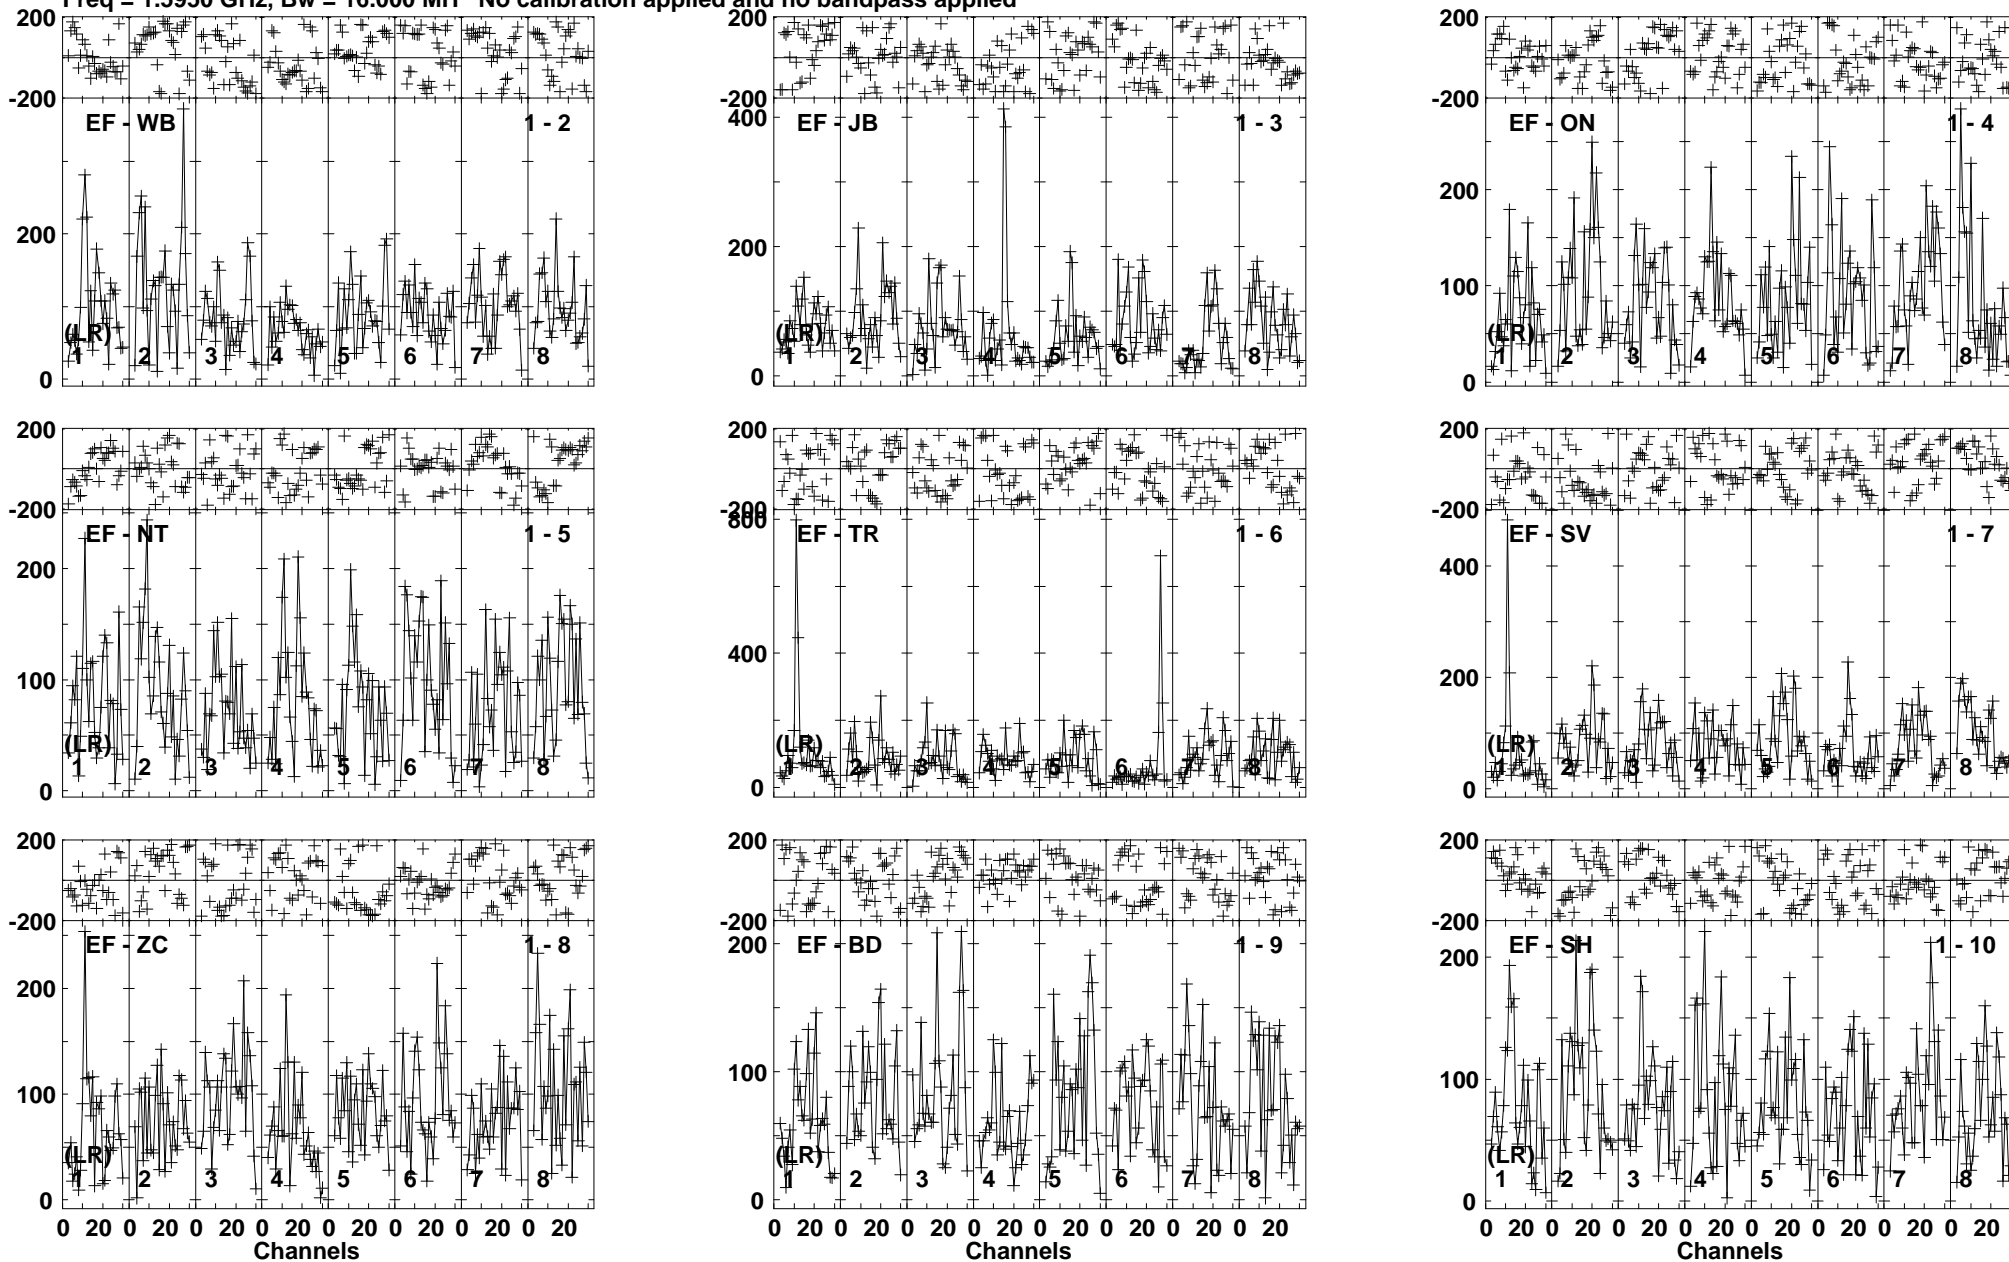 Freq = 1.5950 GHz, Bw = 16.000 MH No calibration applied and no bandpass applied
200 200 200
-200 -200 -200
EF - WB 1 - 2 400 EF - JB 1 - 3 EF - ON 1 - 4
200 200 200
100
(LR) (LR) (LR)
1 2 3 4 5 6 7 8 1 2 3 4 5 6 7 8 1 2 3 4 5 6 7 8
0 0 0
200 200 200
-200 -200 -200
EF - NT 1 - 5 800 EF - TR 1 - 6 EF - SV 1 - 7
200 400 400
100 200
(LR) (LR) (LR)
1 2 3 4 5 6 7 8 1 2 3 4 5 6 7 8 1 2 3 4 5 6 7 8
0 0 0
200 200 200
-200 -200 -200
EF - ZC 1 - 8 200 EF - BD 1 - 9 200 EF - SH 1 - 10
200
100 100 100
(LR) (LR) (LR)
1 2 3 4 5 6 7 8 1 2 3 4 5 6 7 8 1 2 3 4 5 6 7 8
0 0 0
0 20 0 20 0 20 0 20 0 20 0 20 0 20 0 20 0 20 0 20 0 20 0 20 0 20 0 20 0 20 0 20 0 20 0 20 0 20 0 20 0 20 0 20 0 20 0 20
Channels Channels Channels